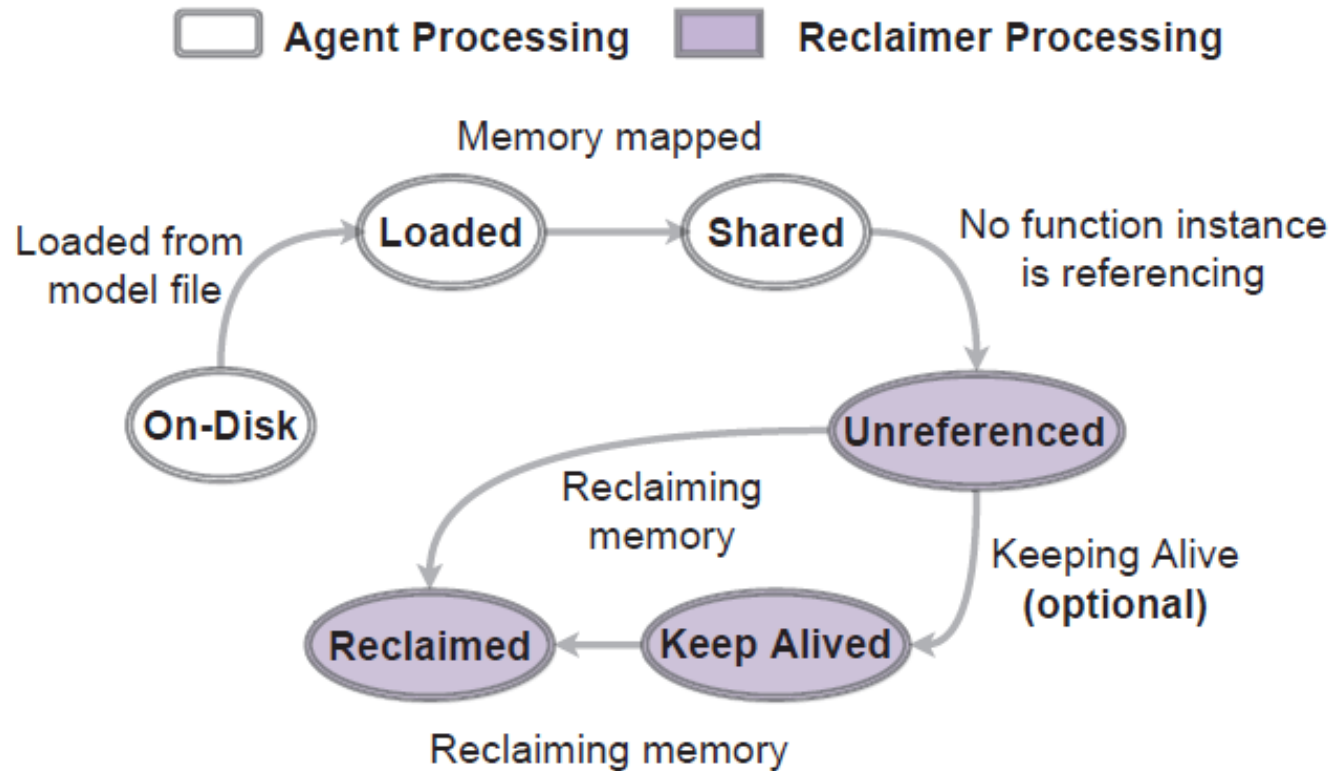 Agent Processing
Reclaimer Processing
Memory mapped
Loaded from
model file
Loaded
Shared
No function instance
is referencing
On-Disk
Unreferenced
Reclaiming
memory
Keeping Alive
(optional)
Reclaimed
Keep Alived
Reclaiming memory